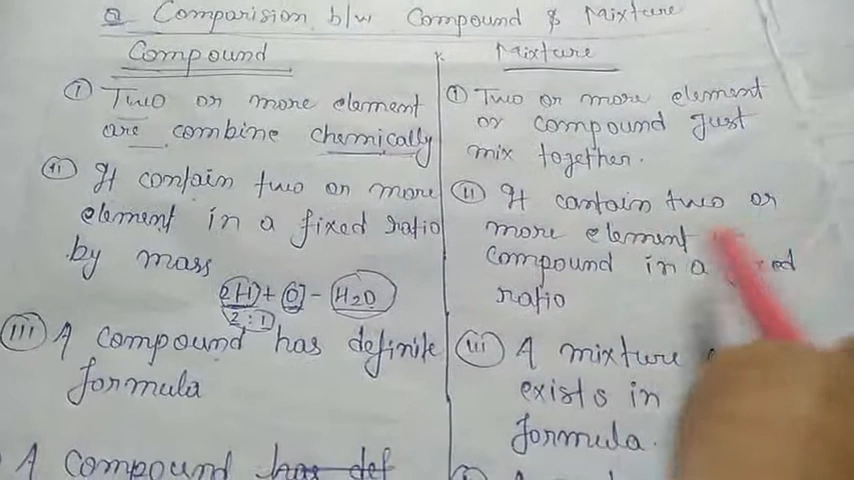 Q Comparision b/w Compound & Mixture
Compound
(i) Two or more element
are combine chemically
(ii) It contain two or more
element in a fixed ratio
by mass
2H + O - H2O
2:1
(iii) A compound has definite
formula
A compound has def
Mixture
(i) Two or more element
or compound Just
mix together.
(ii) It contain two or
more element
compound in a
ratio
(iii) A mixture
exists in
formula.